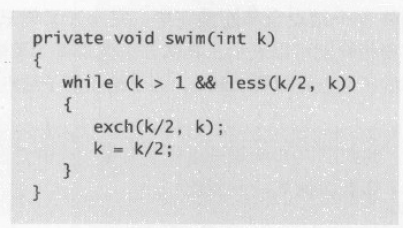 private void swim(int k)
{
while (k > 1 && less(k/2, k))
{
exch(k/2, k);
k = k/2;
}
}